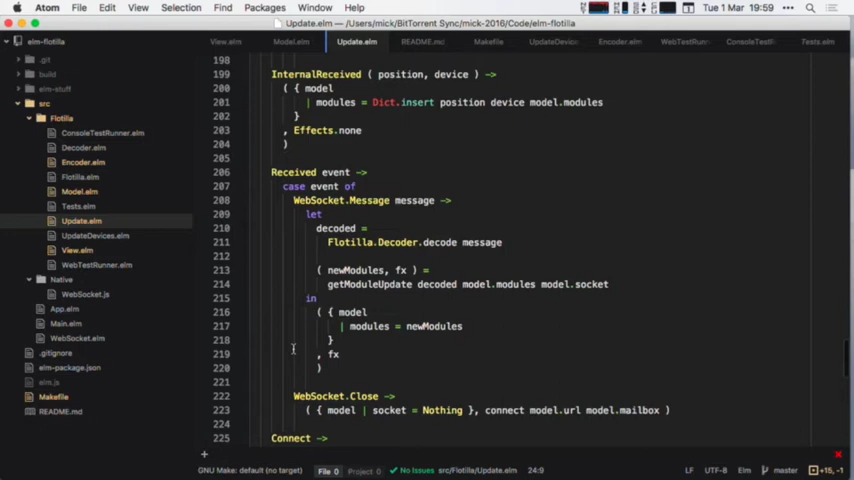 Atom File Edit View Selection Find Packages Window Help Tue 1 Mar 19:59
Update.elm — /Users/mick/BitTorrent Sync/mick-2016/Code/elm-flotilla
elm-flotilla View.elm Model.elm Update.elm README.md Makefile UpdateDevices Encoder.elm WebTestRunn ConsoleTestF Tests.elm
.git
build
elm-stuff
src
Flotilla
ConsoleTestRunner.elm
Decoder.elm
Encoder.elm
Flotilla.elm
Model.elm
Tests.elm
Update.elm
UpdateDevices.elm
View.elm
WebTestRunner.elm
Native
WebSocket.js
App.elm
Main.elm
WebSocket.elm
.gitignore
elm-package.json
elm.js
Makefile
README.md
198
199 InternalReceived ( position, device ) ->
200 ( { model
201 | modules = Dict.insert position device model.modules
202 }
203 , Effects.none
204 )
205
206 Received event ->
207 case event of
208 WebSocket.Message message ->
209 let
210 decoded =
211 Flotilla.Decoder.decode message
212
213 ( newModules, fx ) =
214 getModuleUpdate decoded model.modules model.socket
215 in
216 ( { model
217 | modules = newModules
218 }
219 , fx
220 )
221
222 WebSocket.Close ->
223 ( { model | socket = Nothing }, connect model.url model.mailbox )
224
225 Connect ->
+
GNU Make: default (no target) File 0 Project 0 No Issues src/Flotilla/Update.elm 24:9 LF UTF-8 Elm master +15, -1